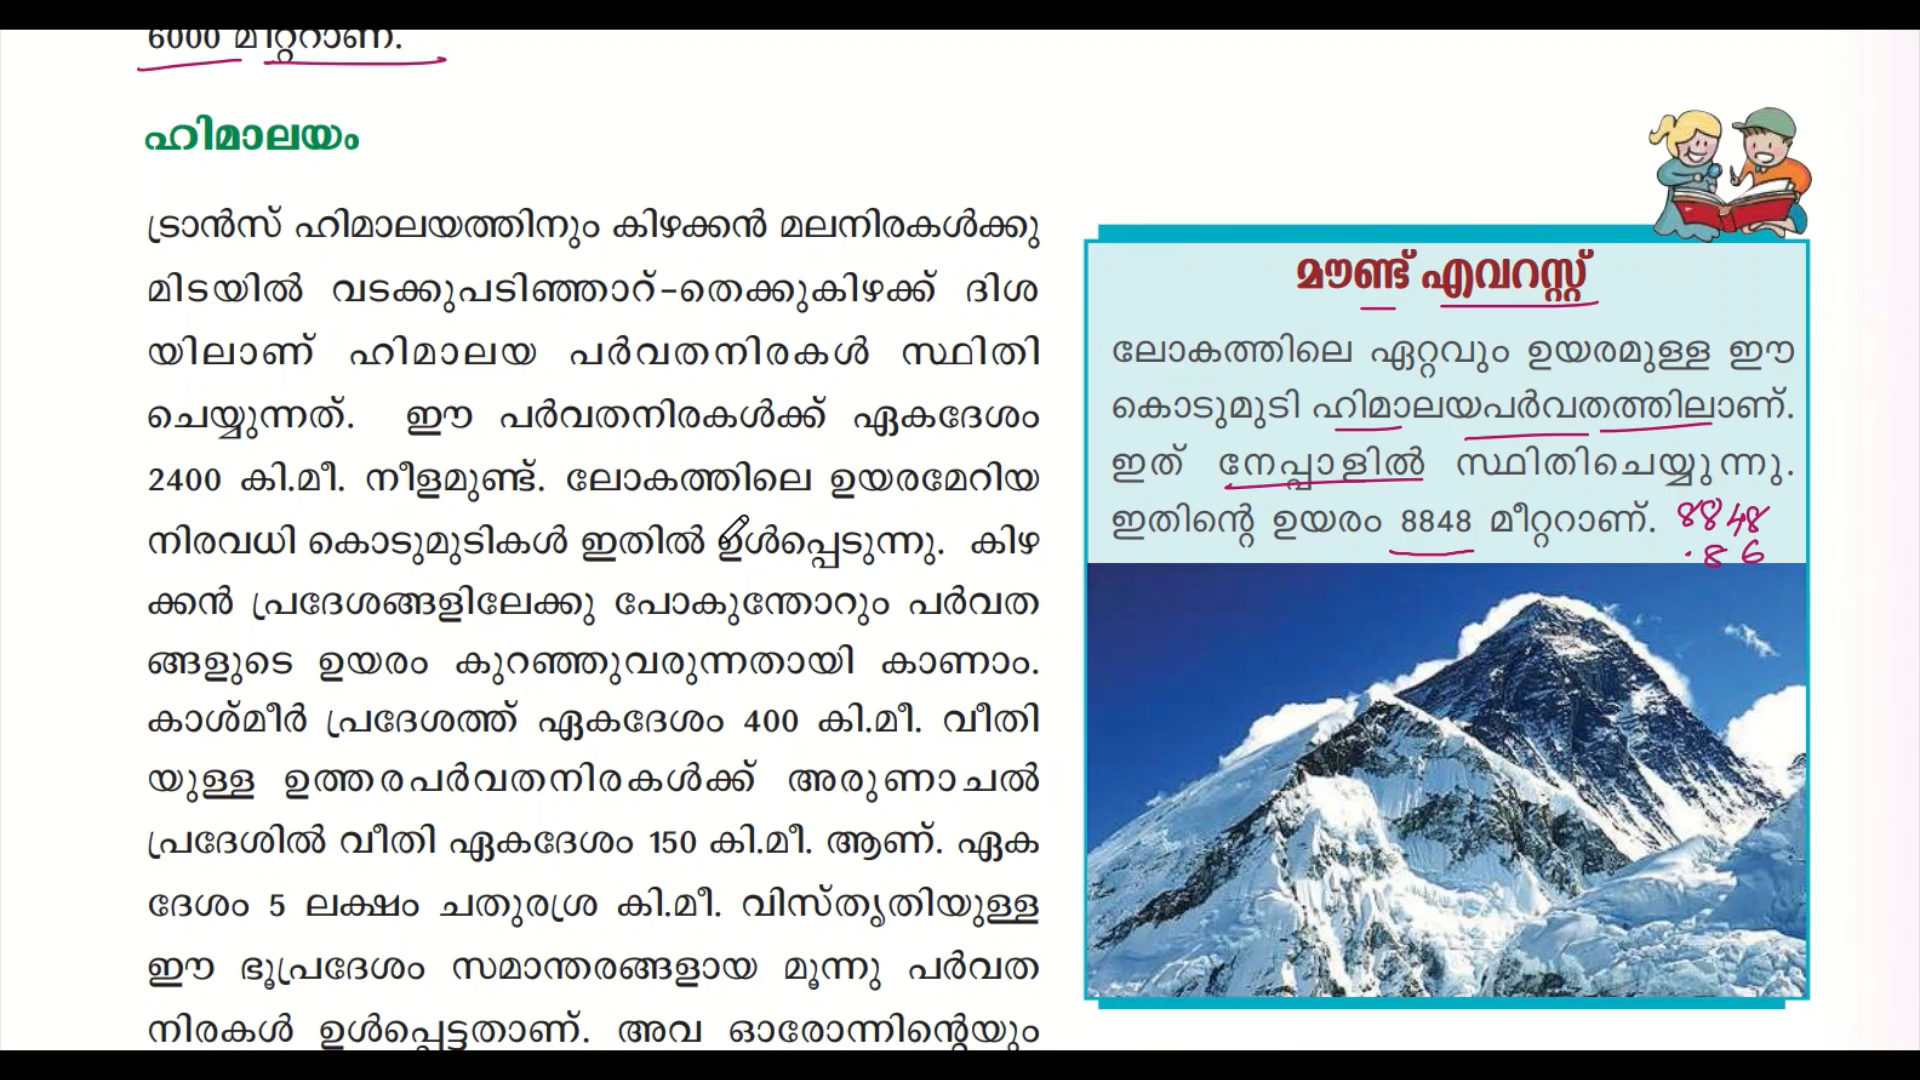 6000 മീറ്ററാണ്.
ഹിമാലയം
ട്രാൻസ് ഹിമാലയത്തിനും കിഴക്കൻ മലനിരകൾക്കു
മിടയിൽ വടക്കുപടിഞ്ഞാറ്-തെക്കുകിഴക്ക് ദിശ
യിലാണ് ഹിമാലയ പർവതനിരകൾ സ്ഥിതി
ചെയ്യുന്നത്. ഈ പർവതനിരകൾക്ക് ഏകദേശം
2400 കി.മീ. നീളമുണ്ട്. ലോകത്തിലെ ഉയരമേറിയ
നിരവധി കൊടുമുടികൾ ഇതിൽ ഉൾപ്പെടുന്നു. കിഴ
ക്കൻ പ്രദേശങ്ങളിലേക്കു പോകുന്തോറും പർവത
ങ്ങളുടെ ഉയരം കുറഞ്ഞുവരുന്നതായി കാണാം.
കാശ്മീർ പ്രദേശത്ത് ഏകദേശം 400 കി.മീ. വീതി
യുള്ള ഉത്തരപർവതനിരകൾക്ക് അരുണാചൽ
പ്രദേശിൽ വീതി ഏകദേശം 150 കി.മീ. ആണ്. ഏക
ദേശം 5 ലക്ഷം ചതുരശ്ര കി.മീ. വിസ്തൃതിയുള്ള
ഈ ഭൂപ്രദേശം സമാന്തരങ്ങളായ മൂന്നു പർവത
നിരകൾ ഉൾപ്പെട്ടതാണ്. അവ ഓരോന്നിന്റെയും
മൗണ്ട് എവറസ്റ്റ്
ലോകത്തിലെ ഏറ്റവും ഉയരമുള്ള ഈ
കൊടുമുടി ഹിമാലയപർവതത്തിലാണ്.
ഇത് നേപ്പാളിൽ സ്ഥിതിചെയ്യുന്നു.
ഇതിന്റെ ഉയരം 8848 മീറ്ററാണ്. 8848
.86